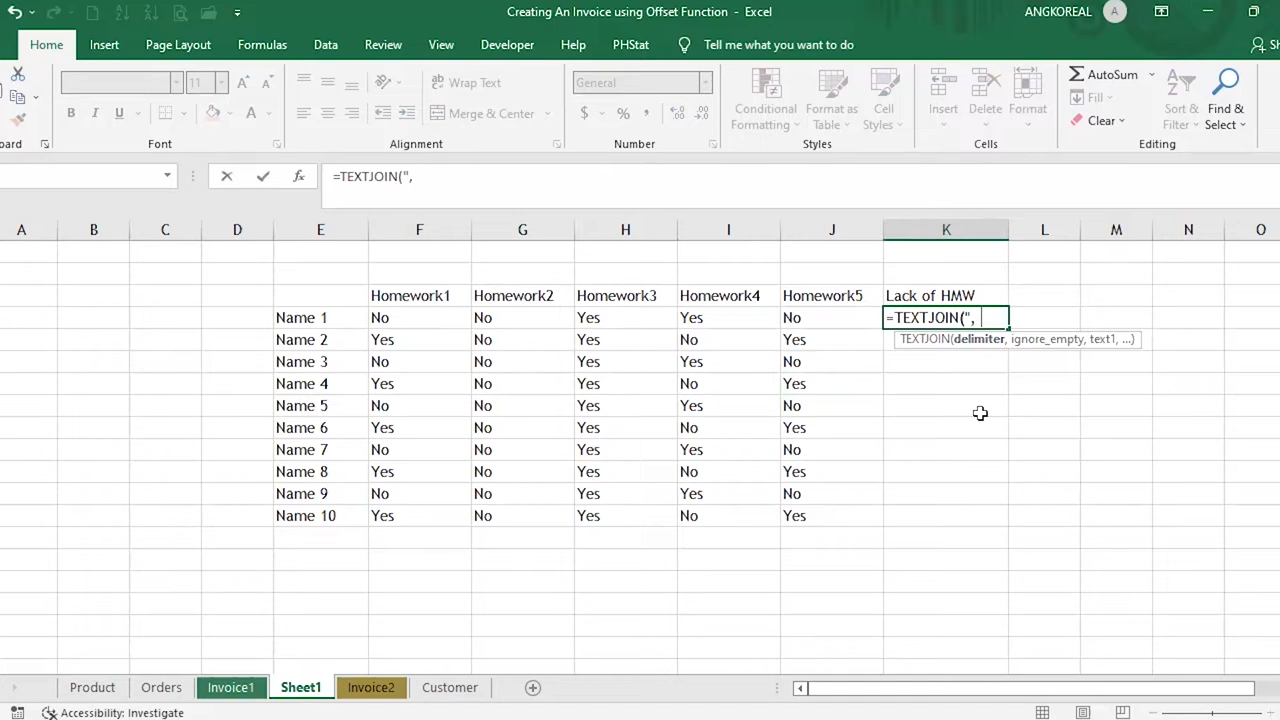 Creating An Invoice using Offset Function - Excel
ANGKOREAL A
Home Insert Page Layout Formulas Data Review View Developer Help PHStat Tell me what you want to do
11
Wrap Text
Merge & Center
General
$ % ,
Conditional Formatting
Format as Table
Cell Styles
Insert Delete Format
AutoSum
Fill
Clear
Sort & Filter
Find & Select
B I U
Font Alignment Number Styles Cells Editing
=TEXTJOIN(",
A B C D E F G H I J K L M N O
Homework1 Homework2 Homework3 Homework4 Homework5 Lack of HMW
Name 1 No No Yes Yes No =TEXTJOIN(",
TEXTJOIN(delimiter, ignore_empty, text1, ...)
Name 2 Yes No Yes No Yes
Name 3 No No Yes Yes No
Name 4 Yes No Yes No Yes
Name 5 No No Yes Yes No
Name 6 Yes No Yes No Yes
Name 7 No No Yes Yes No
Name 8 Yes No Yes No Yes
Name 9 No No Yes Yes No
Name 10 Yes No Yes No Yes
Product Orders Invoice1 Sheet1 Invoice2 Customer
Accessibility: Investigate